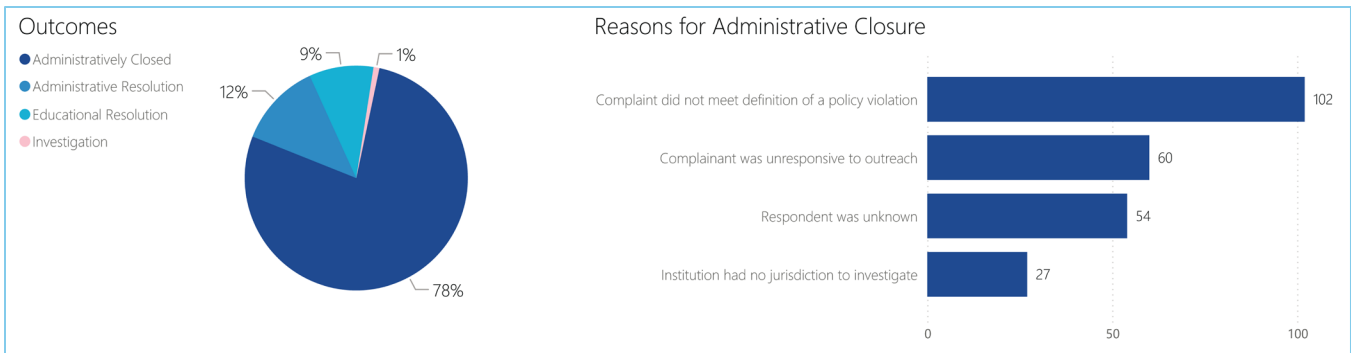 Outcomes
Administratively Closed
Administrative Resolution
Educational Resolution
Investigation
9%
1%
12%
78%
Reasons for Administrative Closure
Complaint did not meet definition of a policy violation
102
Complainant was unresponsive to outreach
60
Respondent was unknown
54
Institution had no jurisdiction to investigate
27
0
50
100